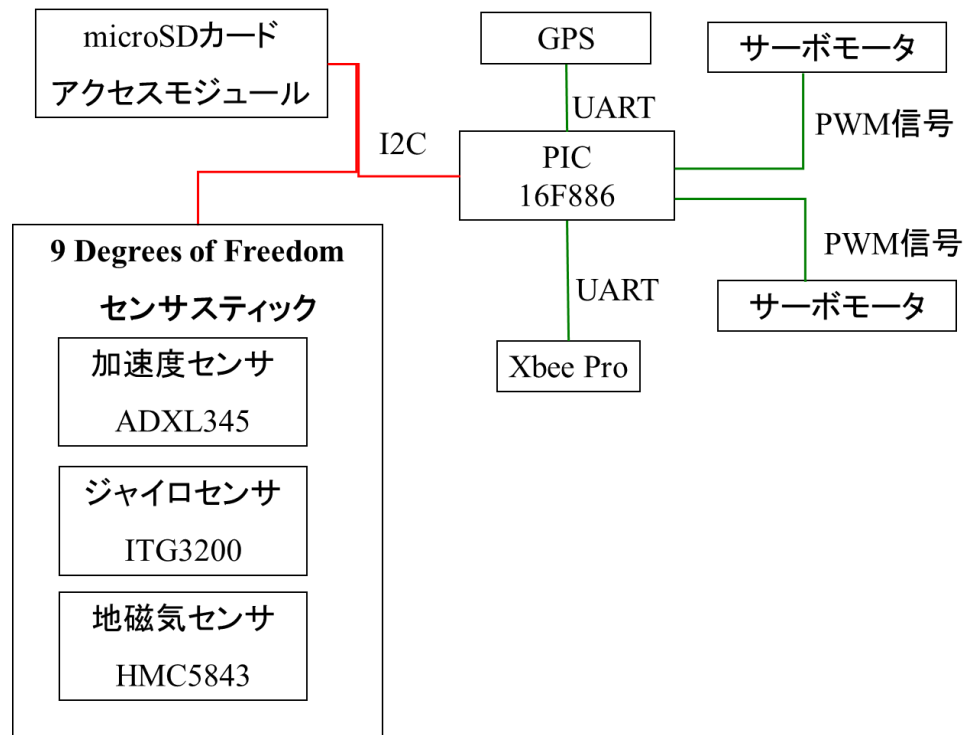 microSDカード
アクセスモジュール
GPS
サーボモータ
UART
PWM信号
I2C
PIC
16F886
9 Degrees of Freedom
センサスティック
PWM信号
UART
サーボモータ
加速度センサ
ADXL345
Xbee Pro
ジャイロセンサ
ITG3200
地磁気センサ
HMC5843